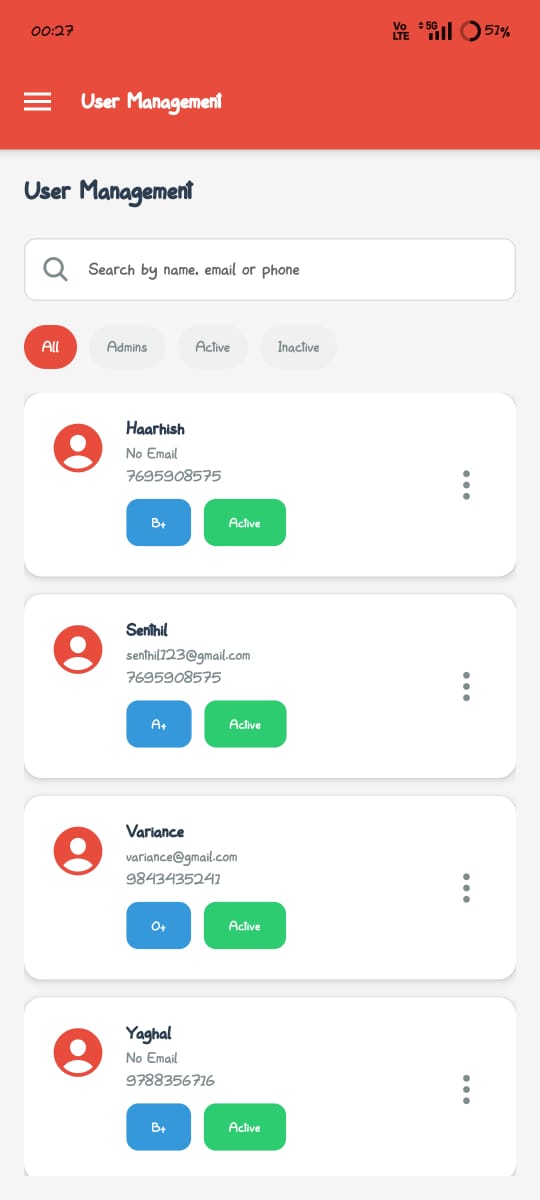 00:27 Vo LTE 5G 51%
User Management
User Management
Search by name, email or phone
All Admins Active Inactive
Haarhish
No Email
7695908575
B+ Active
Senthil
senthil123@gmail.com
7695908575
A+ Active
Variance
variance@gmail.com
9843435241
O+ Active
Yaghal
No Email
9788356716
B+ Active